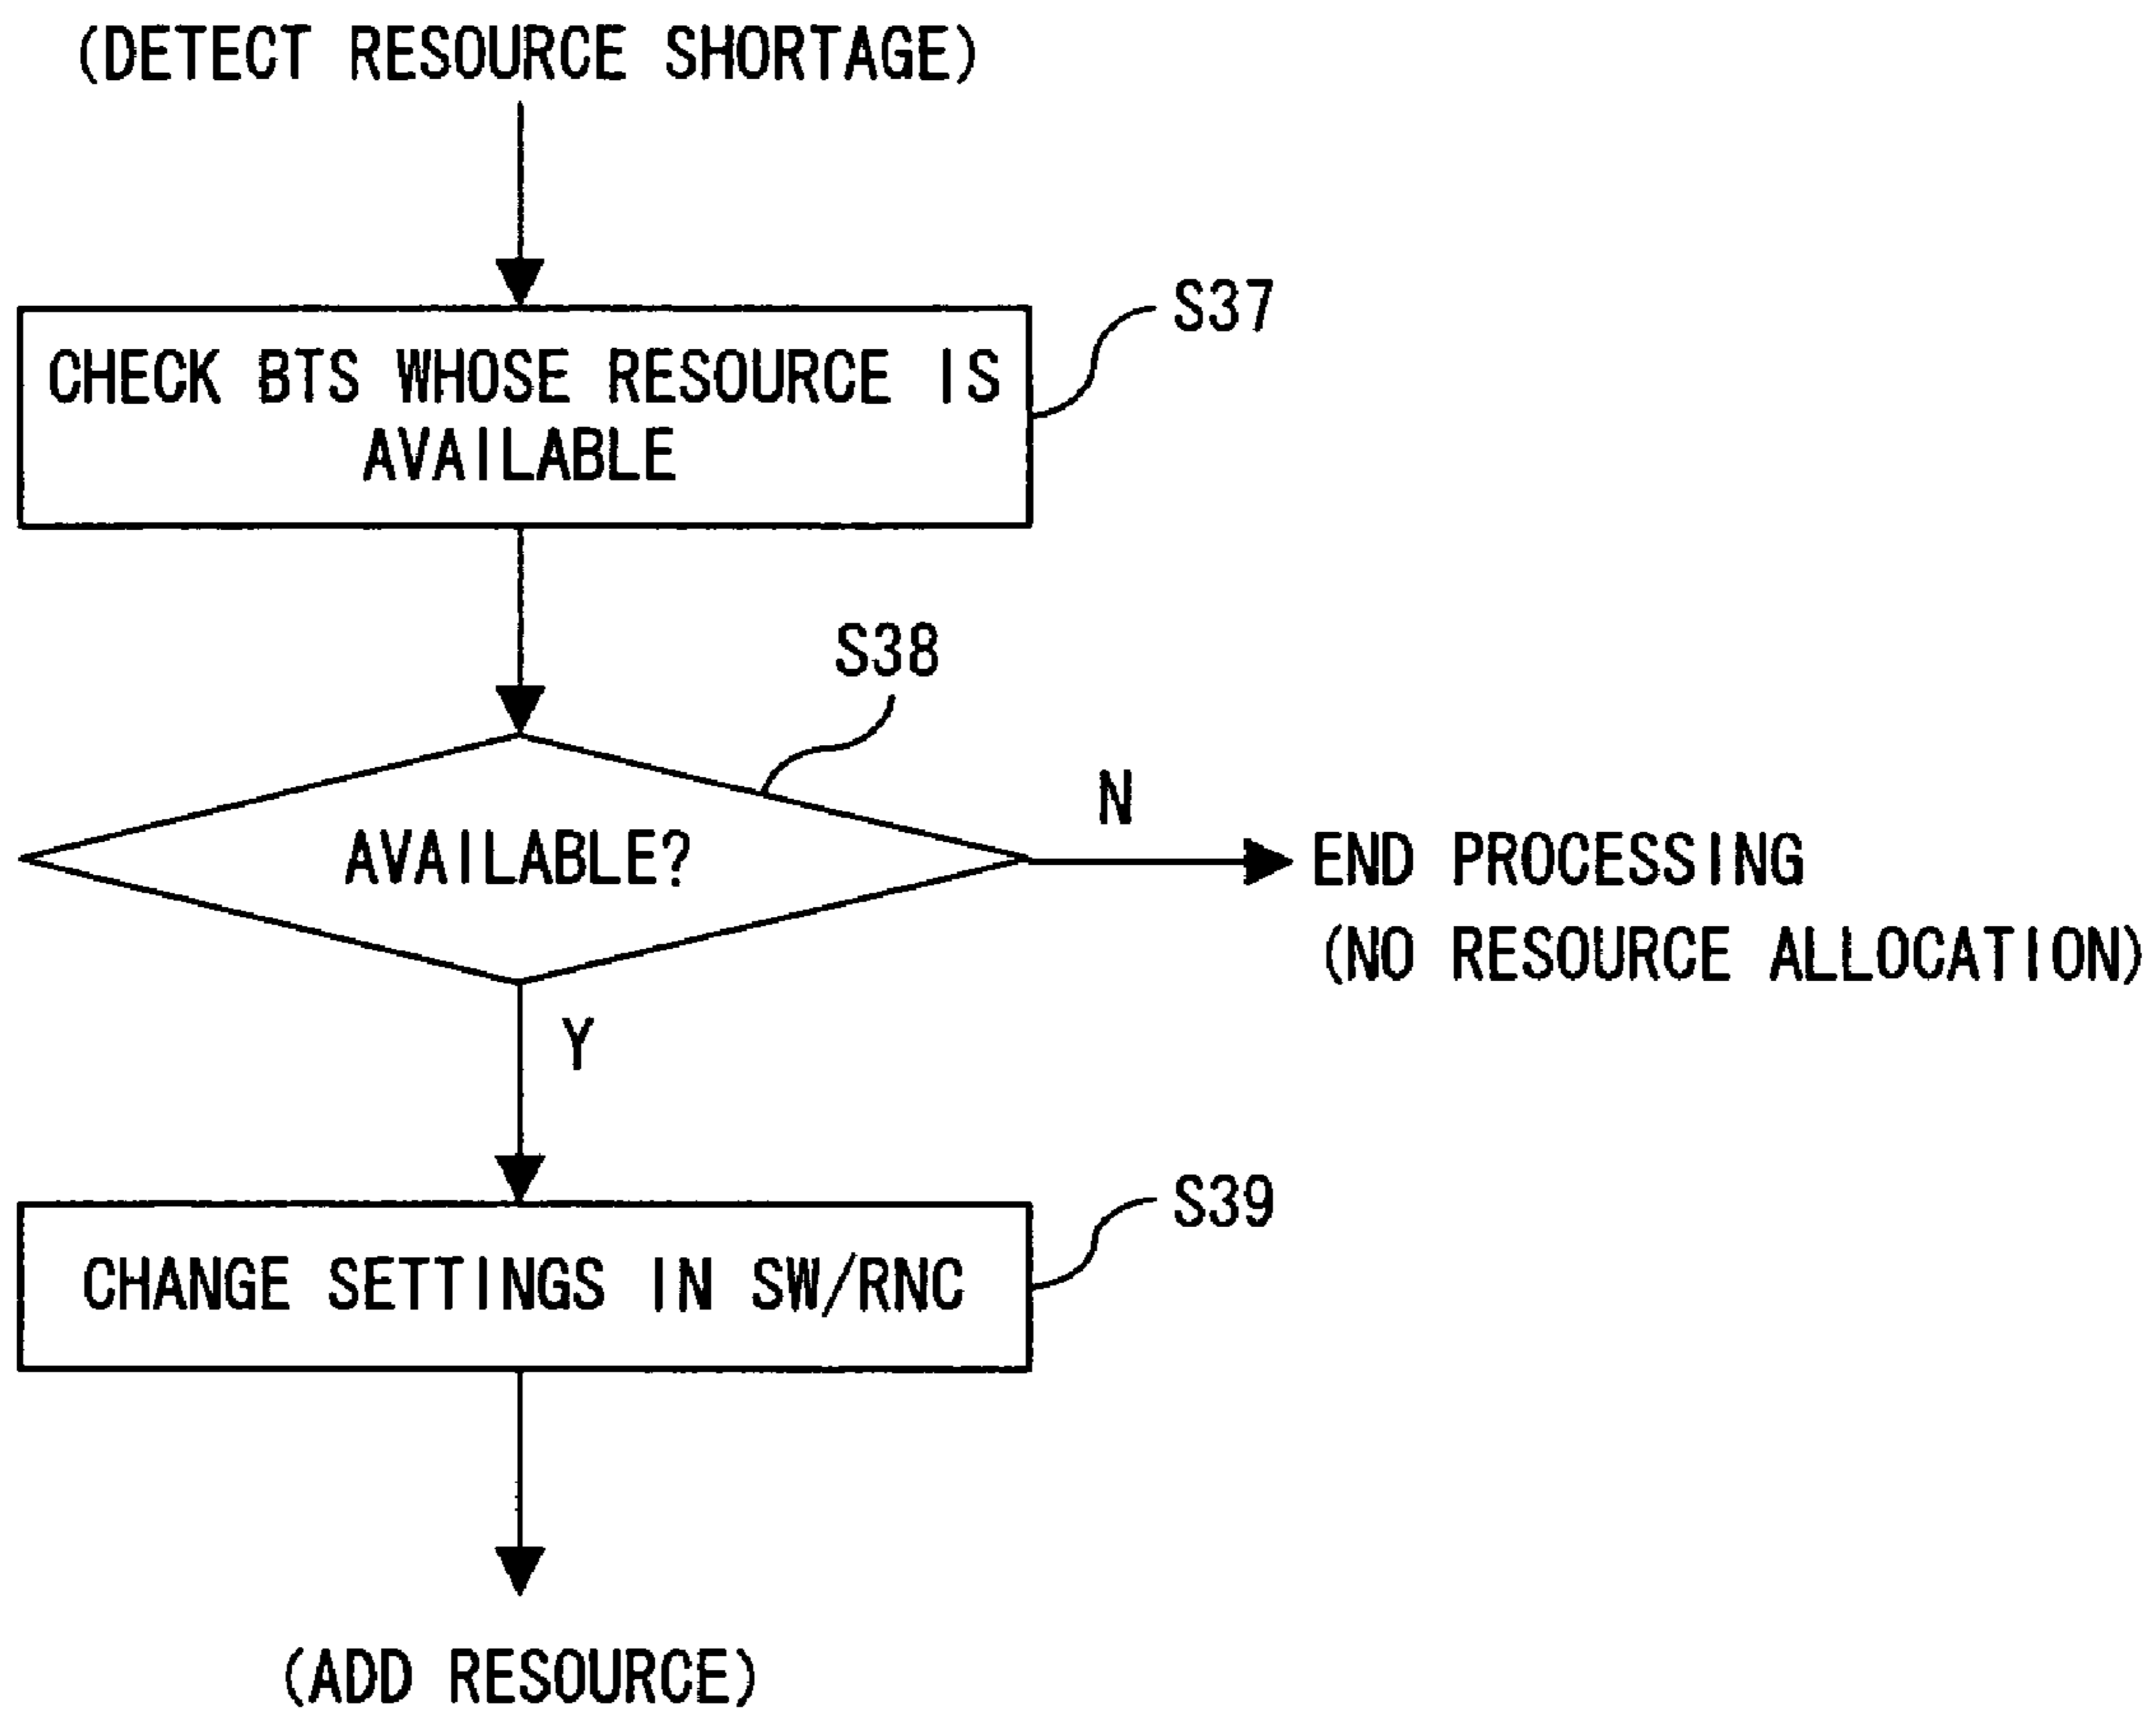 (DETECT RESOURCE SHORTAGE)
S37
CHECK BTS WHOSE RESOURCE IS
AVAILABLE
S38
AVAILABLE?
N
END PROCESSING
(NO RESOURCE ALLOCATION)
Y
S39
CHANGE SETTINGS IN SW/RNC
(ADD RESOURCE)